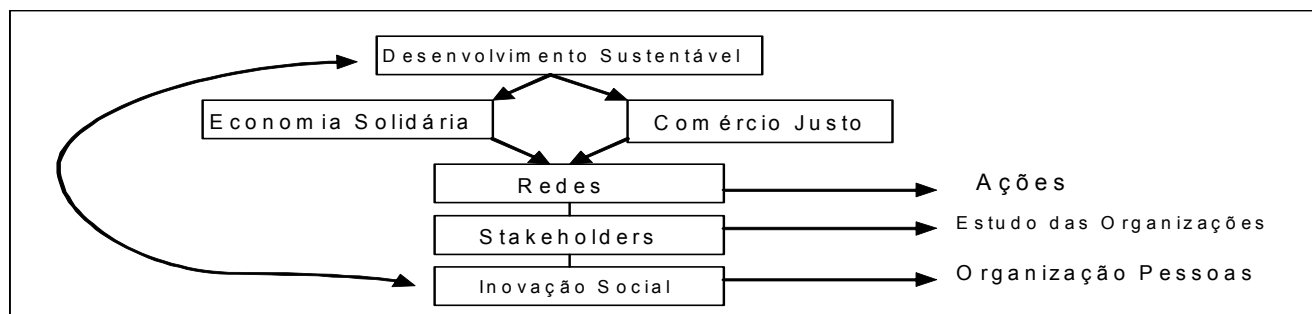 Desenvolvimento Sustentável
Economia Solidária
Comércio Justo
Redes
Ações
Stakeholders
Estudo das Organizações
Inovação Social
Organização Pessoas